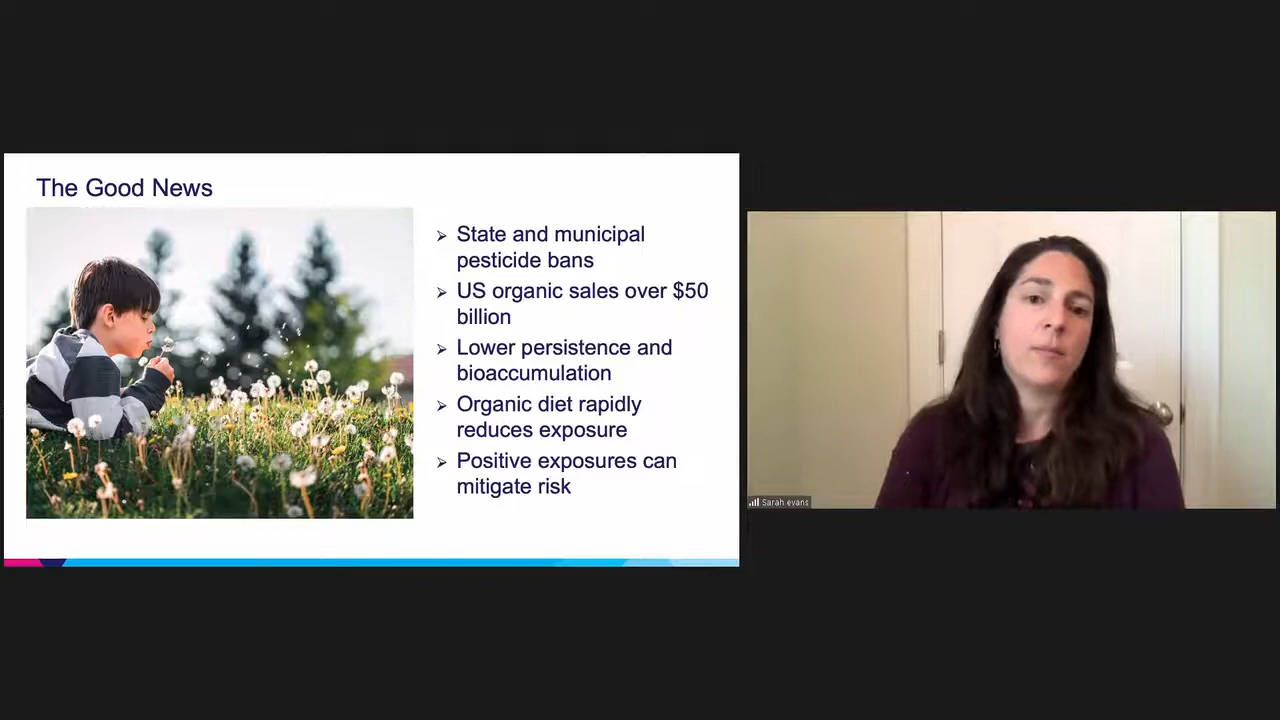 The Good News
➢ State and municipal
pesticide bans
➢ US organic sales over $50
billion
➢ Lower persistence and
bioaccumulation
➢ Organic diet rapidly
reduces exposure
➢ Positive exposures can
mitigate risk
Sarah evans